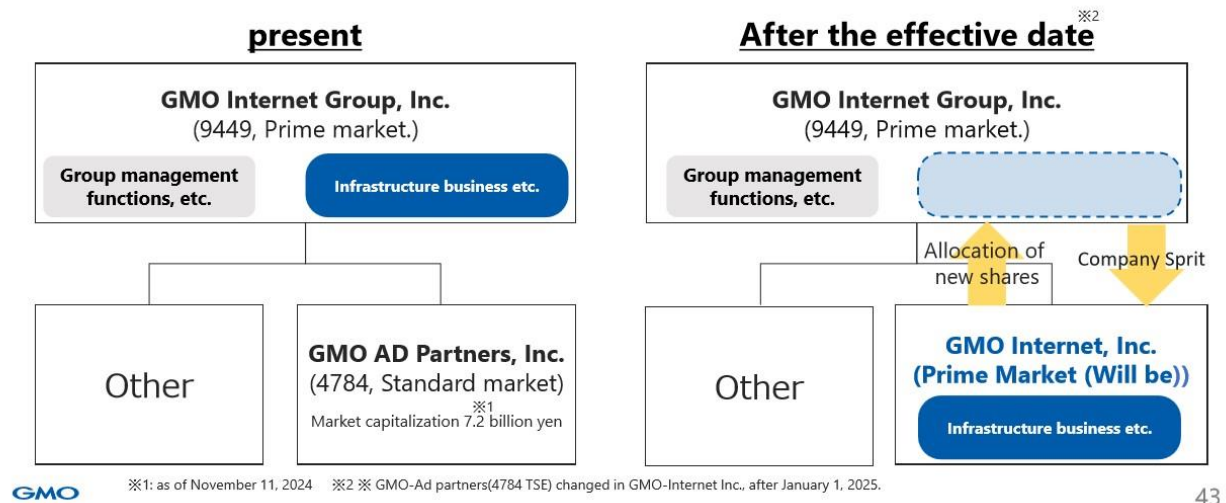 present
GMO Internet Group, Inc.
(9449, Prime market.)
Group management
functions, etc.
Infrastructure business etc.
Other
GMO AD Partners, Inc.
(4784, Standard market)
※1
Market capitalization 7.2 billion yen
After the effective date
※2
GMO Internet Group, Inc.
(9449, Prime market.)
Group management
functions, etc.
Allocation of
new shares
Company Sprit
Other
GMO Internet, Inc.
(Prime Market (Will be))
Infrastructure business etc.
GMO
※1: as of November 11, 2024 ※2 ※ GMO-Ad partners(4784 TSE) changed in GMO-Internet Inc., after January 1, 2025.
43